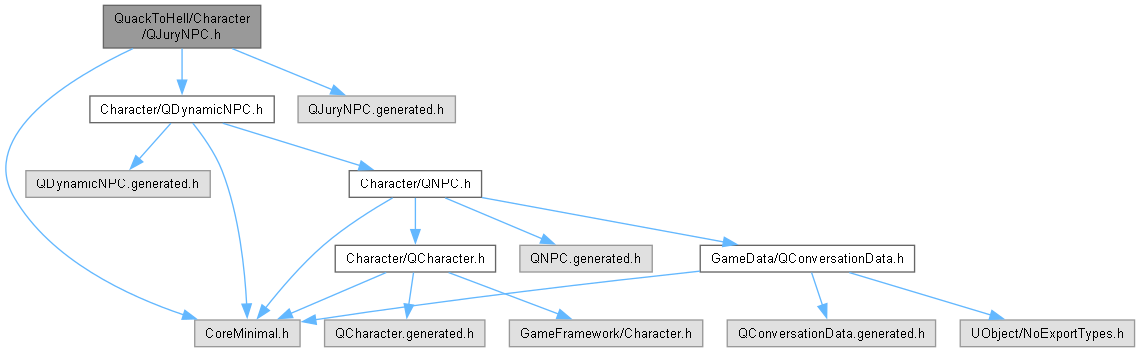 QuackToHell/Character
/QJuryNPC.h
Character/QDynamicNPC.h
QJuryNPC.generated.h
QDynamicNPC.generated.h
Character/QNPC.h
Character/QCharacter.h
QNPC.generated.h
GameData/QConversationData.h
CoreMinimal.h
QCharacter.generated.h
GameFramework/Character.h
QConversationData.generated.h
UObject/NoExportTypes.h